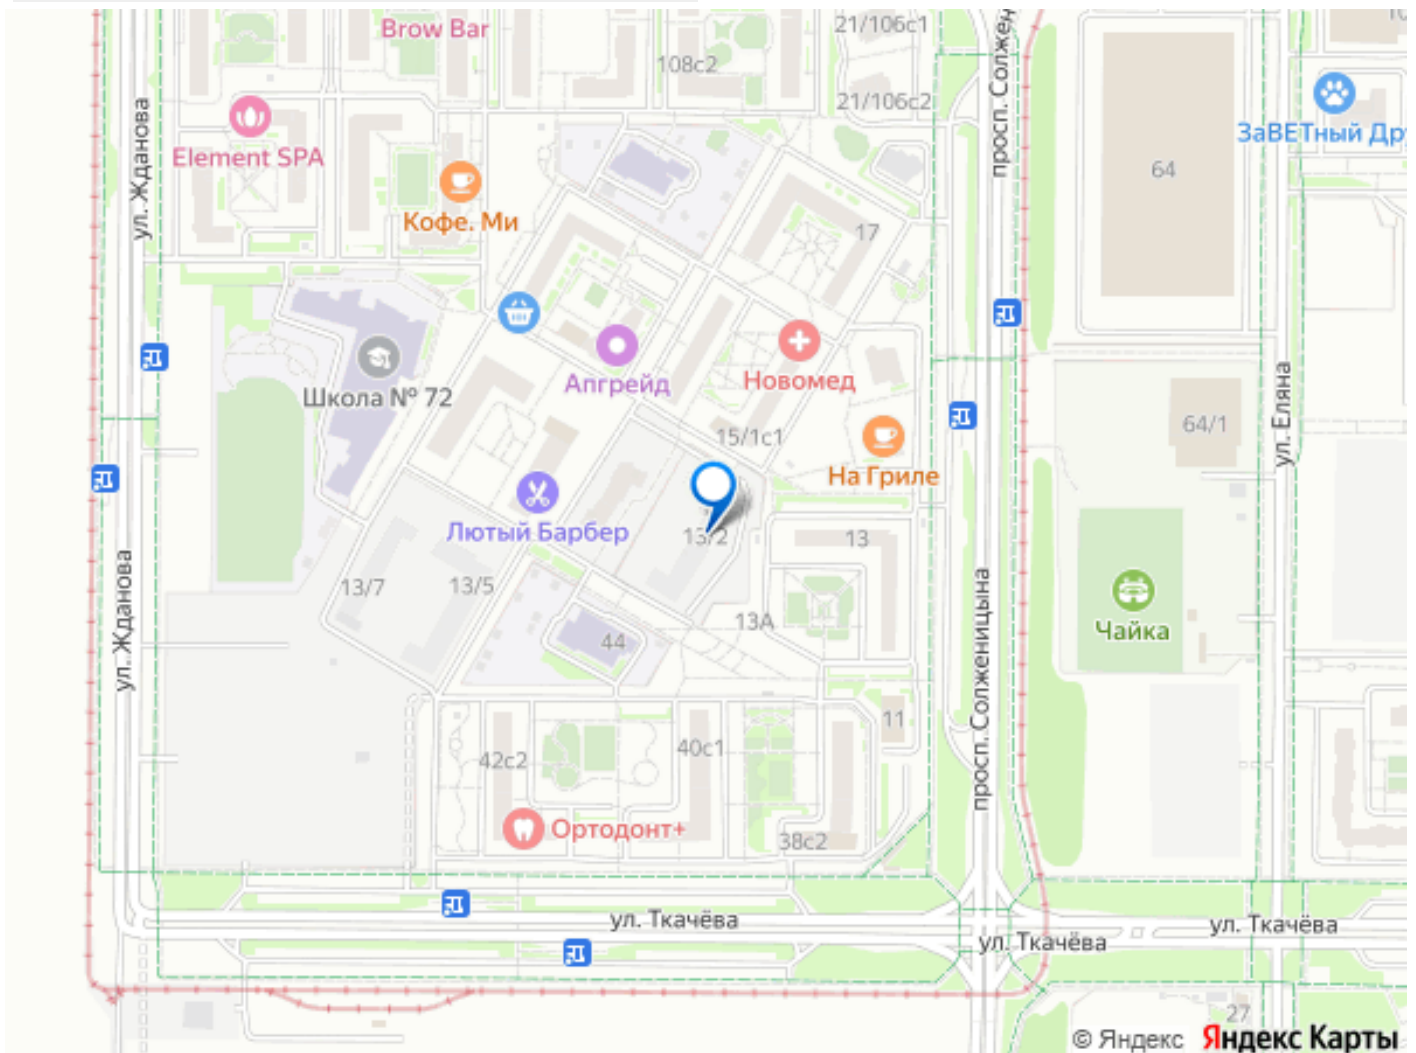 Brow Bar
21/106с1
108с2
21/106с2
просп. Солжен
ЗаВЕТный Дру
ул. Жданова
Element SPA
64
Кофе. Ми
17
Школа № 72
Апгрейд
Новомед
ул. Еляна
64/1
15/1с1
На Гриле
Лютый Барбер
13/2
13
ул. Жданова
13/7
13/5
просп. Солженицына
13А
44
Чайка
11
42с2
40с1
Ортодонт+
38с2
ул. Ткачёва
ул. Ткачёва
ул. Ткачёва
27
© Яндекс Яндекс Карты